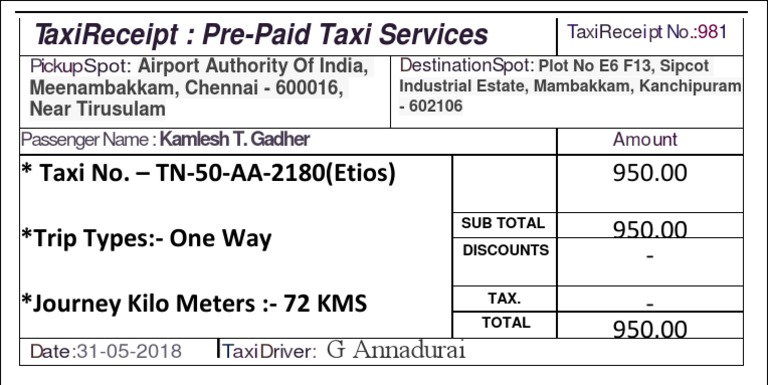 TaxiReceipt : Pre-Paid Taxi Services
TaxiReceipt No.:981
PickupSpot: Airport Authority Of India,
Meenambakkam, Chennai - 600016,
Near Tirusulam
DestinationSpot: Plot No E6 F13, Sipcot
Industrial Estate, Mambakkam, Kanchipuram
- 602106
Passenger Name : Kamlesh T. Gadher
Amount
* Taxi No. – TN-50-AA-2180(Etios)
950.00
SUB TOTAL
950.00
*Trip Types:- One Way
DISCOUNTS
-
*Journey Kilo Meters :- 72 KMS
TAX.
-
TOTAL
950.00
Date:31-05-2018
TaxiDriver: G Annadurai